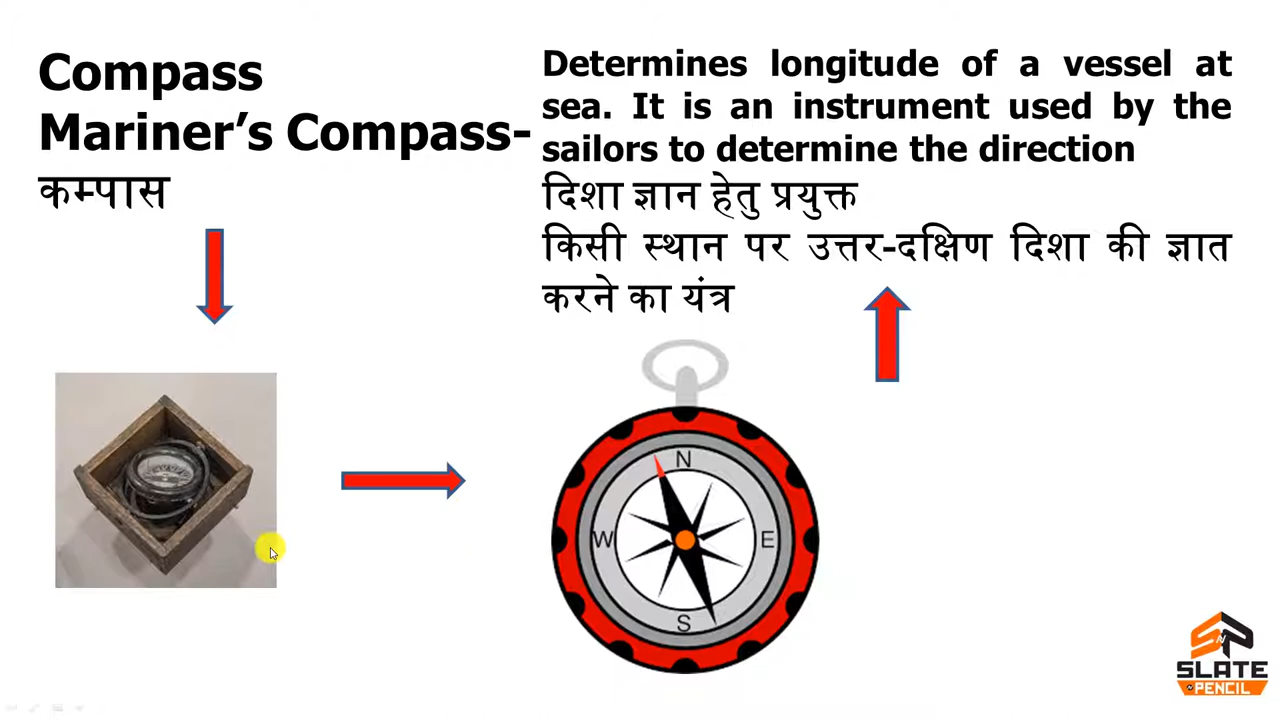 Compass
Mariner's Compass-
कम्पास
Determines longitude of a vessel at
sea. It is an instrument used by the
sailors to determine the direction
दिशा ज्ञान हेतु प्रयुक्त
किसी स्थान पर उत्तर-दक्षिण दिशा की ज्ञात
करने का यंत्र
N
W
E
S
SLATE
N PENCIL